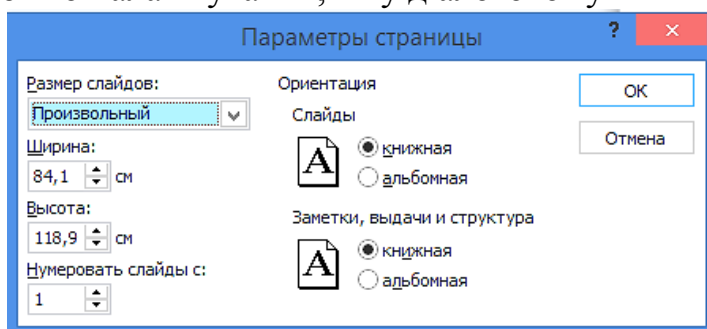 Параметры страницы
?
×
Размер слайдов:
Произвольный
Ширина:
84,1 см
Высота:
118,9 см
Нумеровать слайды с:
1
Ориентация
Слайды
A
книжная
альбомная
Заметки, выдачи и структура
A
книжная
альбомная
ОК
Отмена